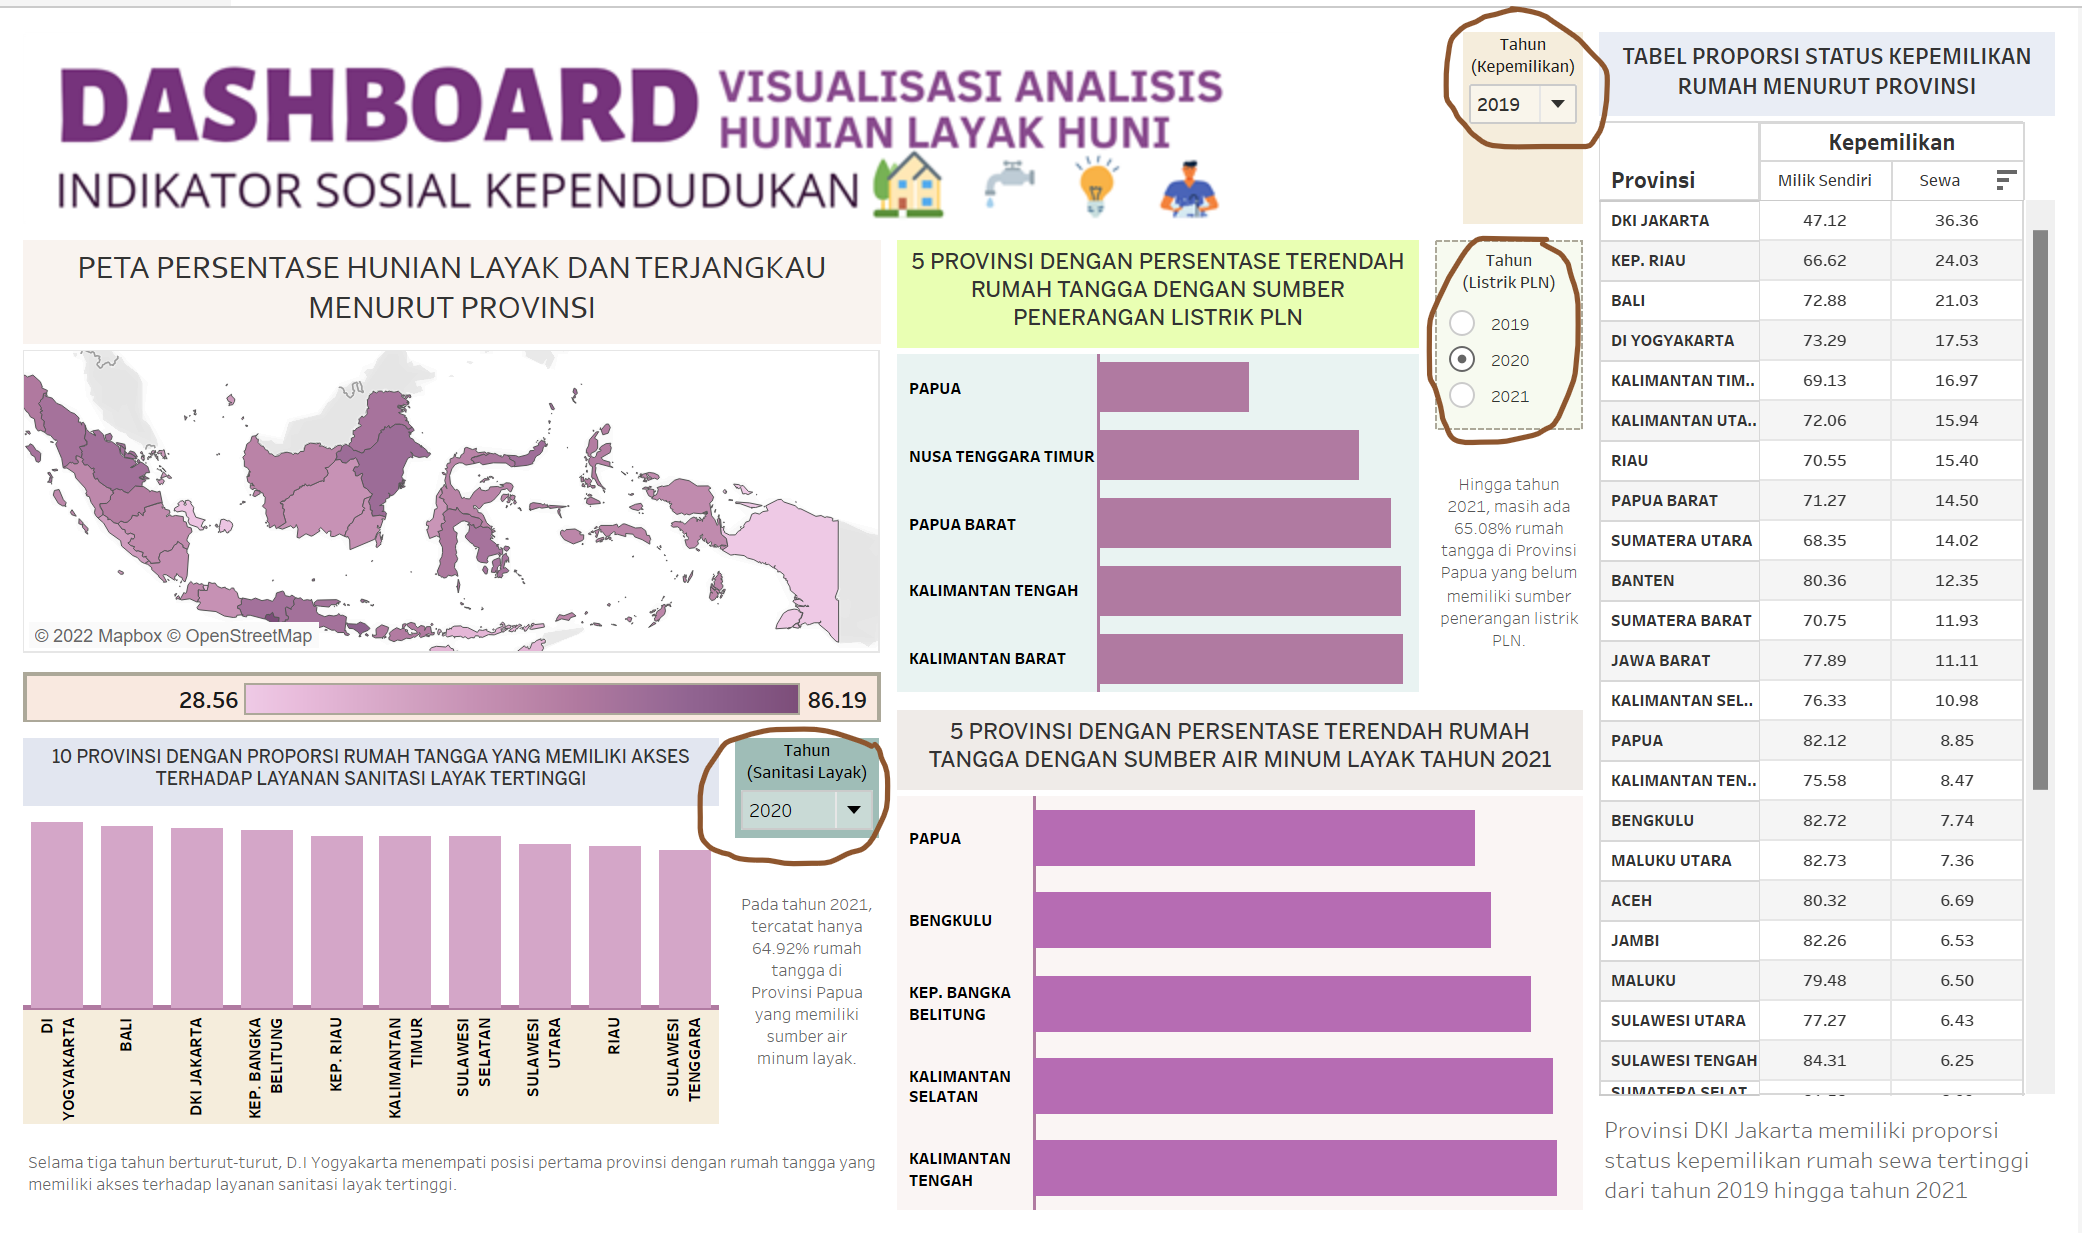 DASHBOARD
VISUALISASI ANALISIS
HUNIAN LAYAK HUNI
INDIKATOR SOSIAL KEPENDUDUKAN
Tahun
(Kepemilikan)
2019
PETA PERSENTASE HUNIAN LAYAK DAN TERJANGKAU
MENURUT PROVINSI
© 2022 Mapbox © OpenStreetMap
28.56
86.19
10 PROVINSI DENGAN PROPORSI RUMAH TANGGA YANG MEMILIKI AKSES
TERHADAP LAYANAN SANITASI LAYAK TERTINGGI
Tahun
(Sanitasi Layak)
2020
DI
YOGYAKARTA
BALI
DKI JAKARTA
KEP. BANGKA
BELITUNG
KEP. RIAU
KALIMANTAN
TIMUR
SULAWESI
SELATAN
SULAWESI
UTARA
RIAU
SULAWESI
TENGGARA
Pada tahun 2021,
tercatat hanya
64.92% rumah
tangga di
Provinsi Papua
yang memiliki
sumber air
minum layak.
Selama tiga tahun berturut-turut, D.I Yogyakarta menempati posisi pertama provinsi dengan rumah tangga yang
memiliki akses terhadap layanan sanitasi layak tertinggi.
5 PROVINSI DENGAN PERSENTASE TERENDAH
RUMAH TANGGA DENGAN SUMBER
PENERANGAN LISTRIK PLN
PAPUA
NUSA TENGGARA TIMUR
PAPUA BARAT
KALIMANTAN TENGAH
KALIMANTAN BARAT
Tahun
(Listrik PLN)
2019
2020
2021
Hingga tahun
2021, masih ada
65.08% rumah
tangga di Provinsi
Papua yang belum
memiliki sumber
penerangan listrik
PLN.
5 PROVINSI DENGAN PERSENTASE TERENDAH RUMAH
TANGGA DENGAN SUMBER AIR MINUM LAYAK TAHUN 2021
PAPUA
BENGKULU
KEP. BANGKA
BELITUNG
KALIMANTAN
SELATAN
KALIMANTAN
TENGAH
TABEL PROPORSI STATUS KEPEMILIKAN
RUMAH MENURUT PROVINSI
Kepemilikan
Provinsi Milik Sendiri Sewa
DKI JAKARTA 47.12 36.36
KEP. RIAU 66.62 24.03
BALI 72.88 21.03
DI YOGYAKARTA 73.29 17.53
KALIMANTAN TIM.. 69.13 16.97
KALIMANTAN UTA.. 72.06 15.94
RIAU 70.55 15.40
PAPUA BARAT 71.27 14.50
SUMATERA UTARA 68.35 14.02
BANTEN 80.36 12.35
SUMATERA BARAT 70.75 11.93
JAWA BARAT 77.89 11.11
KALIMANTAN SEL.. 76.33 10.98
PAPUA 82.12 8.85
KALIMANTAN TEN.. 75.58 8.47
BENGKULU 82.72 7.74
MALUKU UTARA 82.73 7.36
ACEH 80.32 6.69
JAMBI 82.26 6.53
MALUKU 79.48 6.50
SULAWESI UTARA 77.27 6.43
SULAWESI TENGAH 84.31 6.25
SUMATERA SELAT
Provinsi DKI Jakarta memiliki proporsi
status kepemilikan rumah sewa tertinggi
dari tahun 2019 hingga tahun 2021